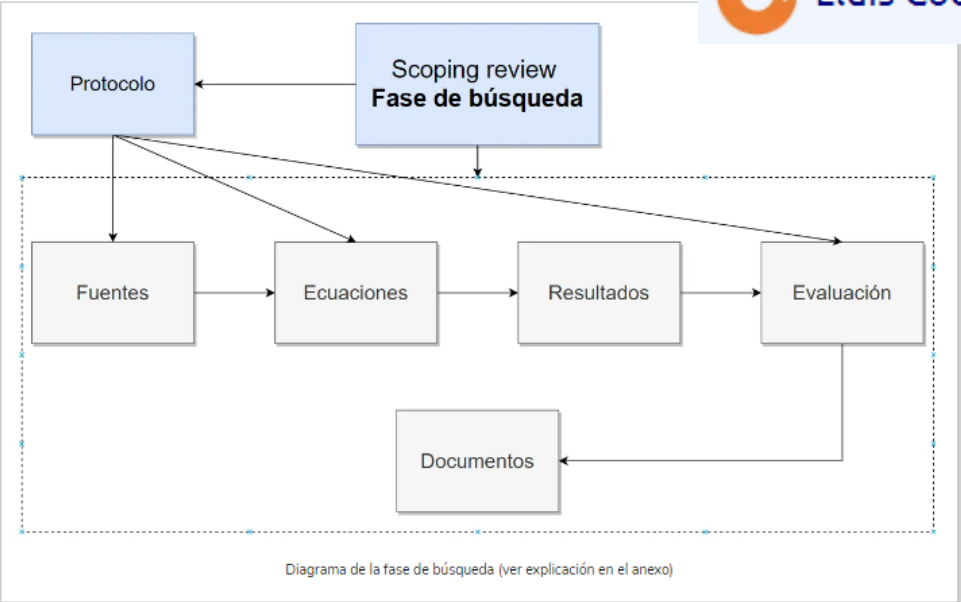 Protocolo
Scoping review
Fase de búsqueda
Fuentes
Ecuaciones
Resultados
Evaluación
Documentos
Diagrama de la fase de búsqueda (ver explicación en el anexo)